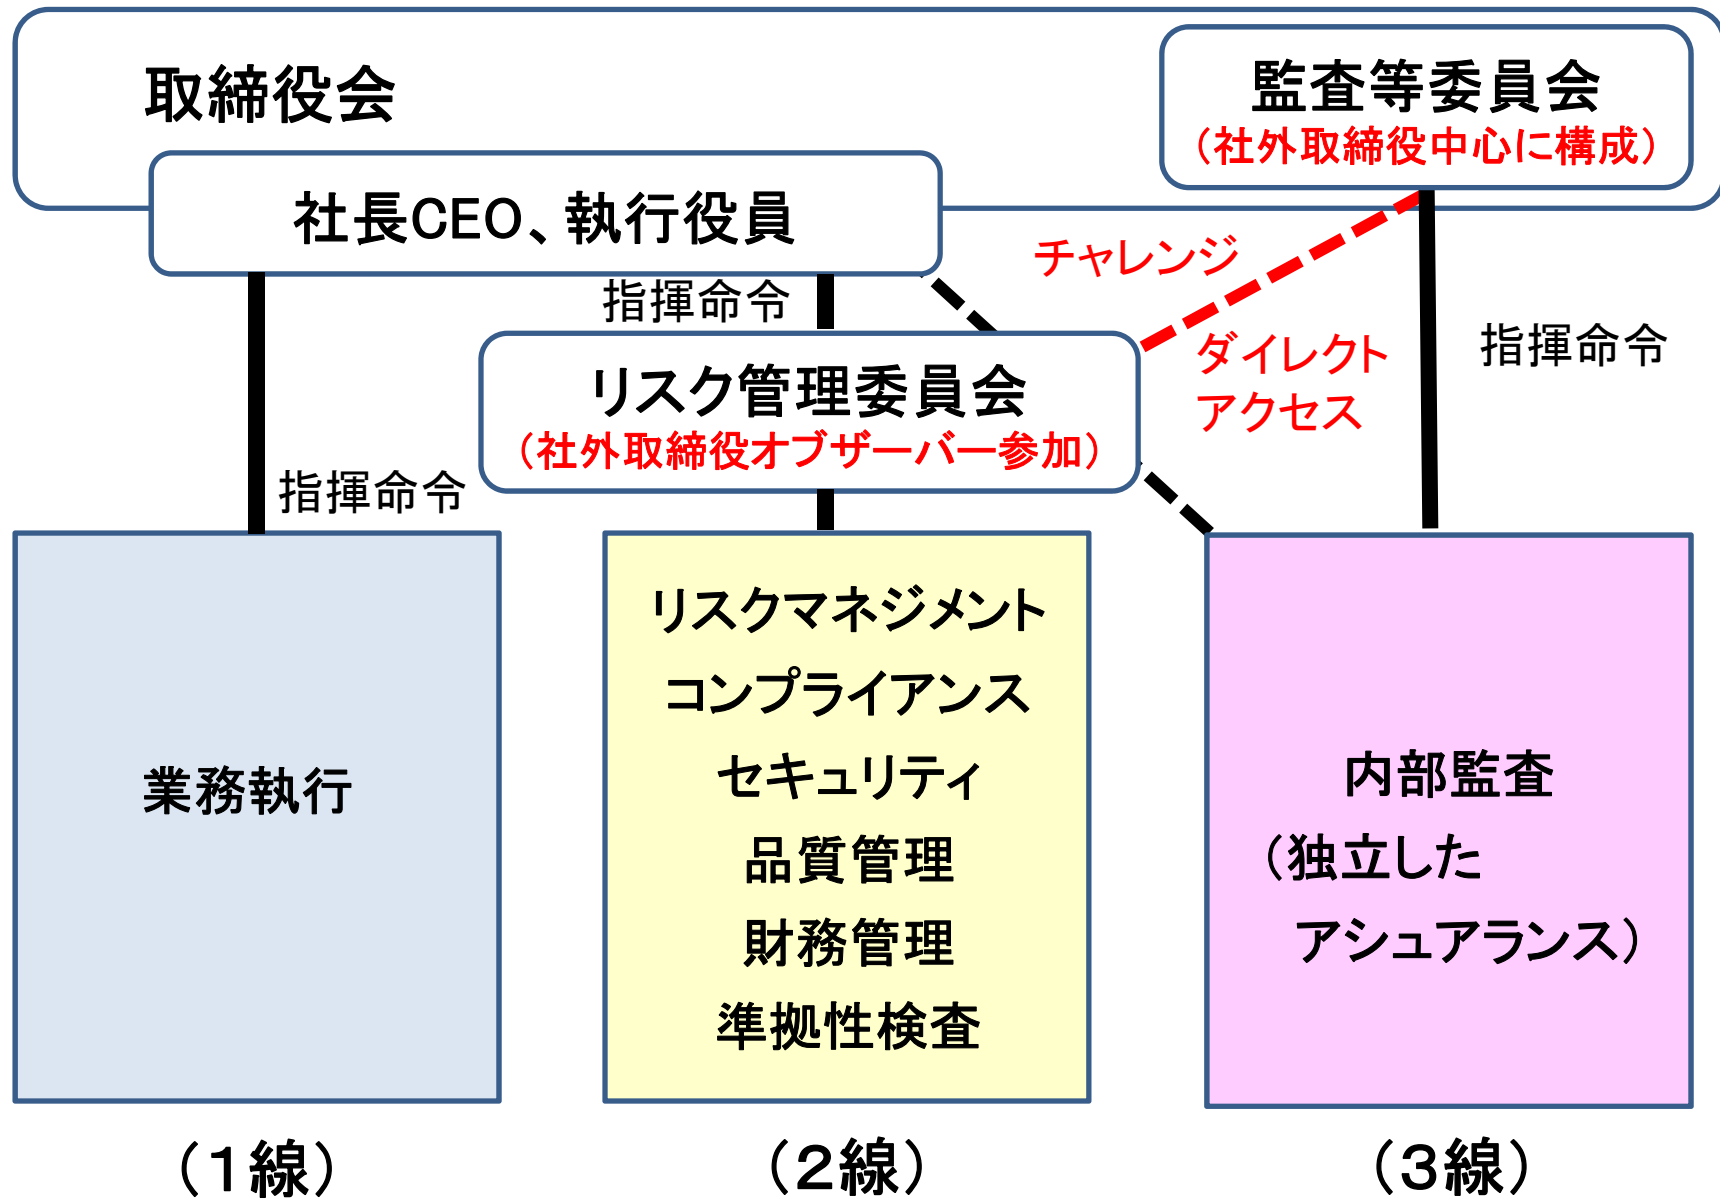 取締役会
監査等委員会
（社外取締役中心に構成）
社長CEO、執行役員
チャレンジ
指揮命令
ダイレクト
アクセス
指揮命令
リスク管理委員会
（社外取締役オブザーバー参加）
指揮命令
業務執行
リスクマネジメント
コンプライアンス
セキュリティ
品質管理
財務管理
準拠性検査
内部監査
（独立した
アシュアランス）
（１線）
（２線）
（３線）